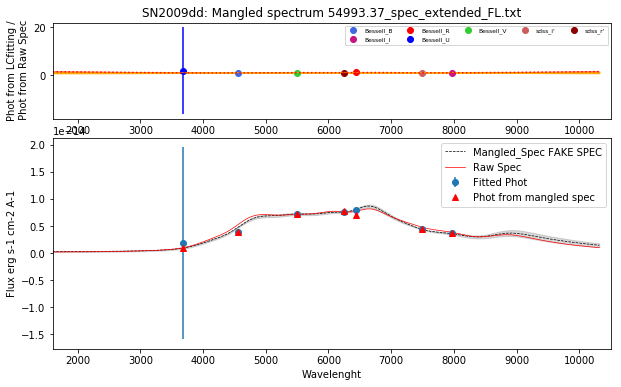 SN2009dd: Mangled spectrum 54993.37_spec_extended_FL.txt
Phot from LCfitting /
Phot from Raw Spec
20
0
Bessell_B
Bessell_R
Bessell_V
sdss_i'
sdss_r'
Bessell_I
Bessell_U
2000 3000 4000 5000 6000 7000 8000 9000 10000
1e−14
Flux erg s-1 cm-2 A-1
2.0
1.5
1.0
0.5
0.0
−0.5
−1.0
−1.5
Mangled_Spec FAKE SPEC
Raw Spec
Fitted Phot
Phot from mangled spec
2000 3000 4000 5000 6000 7000 8000 9000 10000
Wavelenght